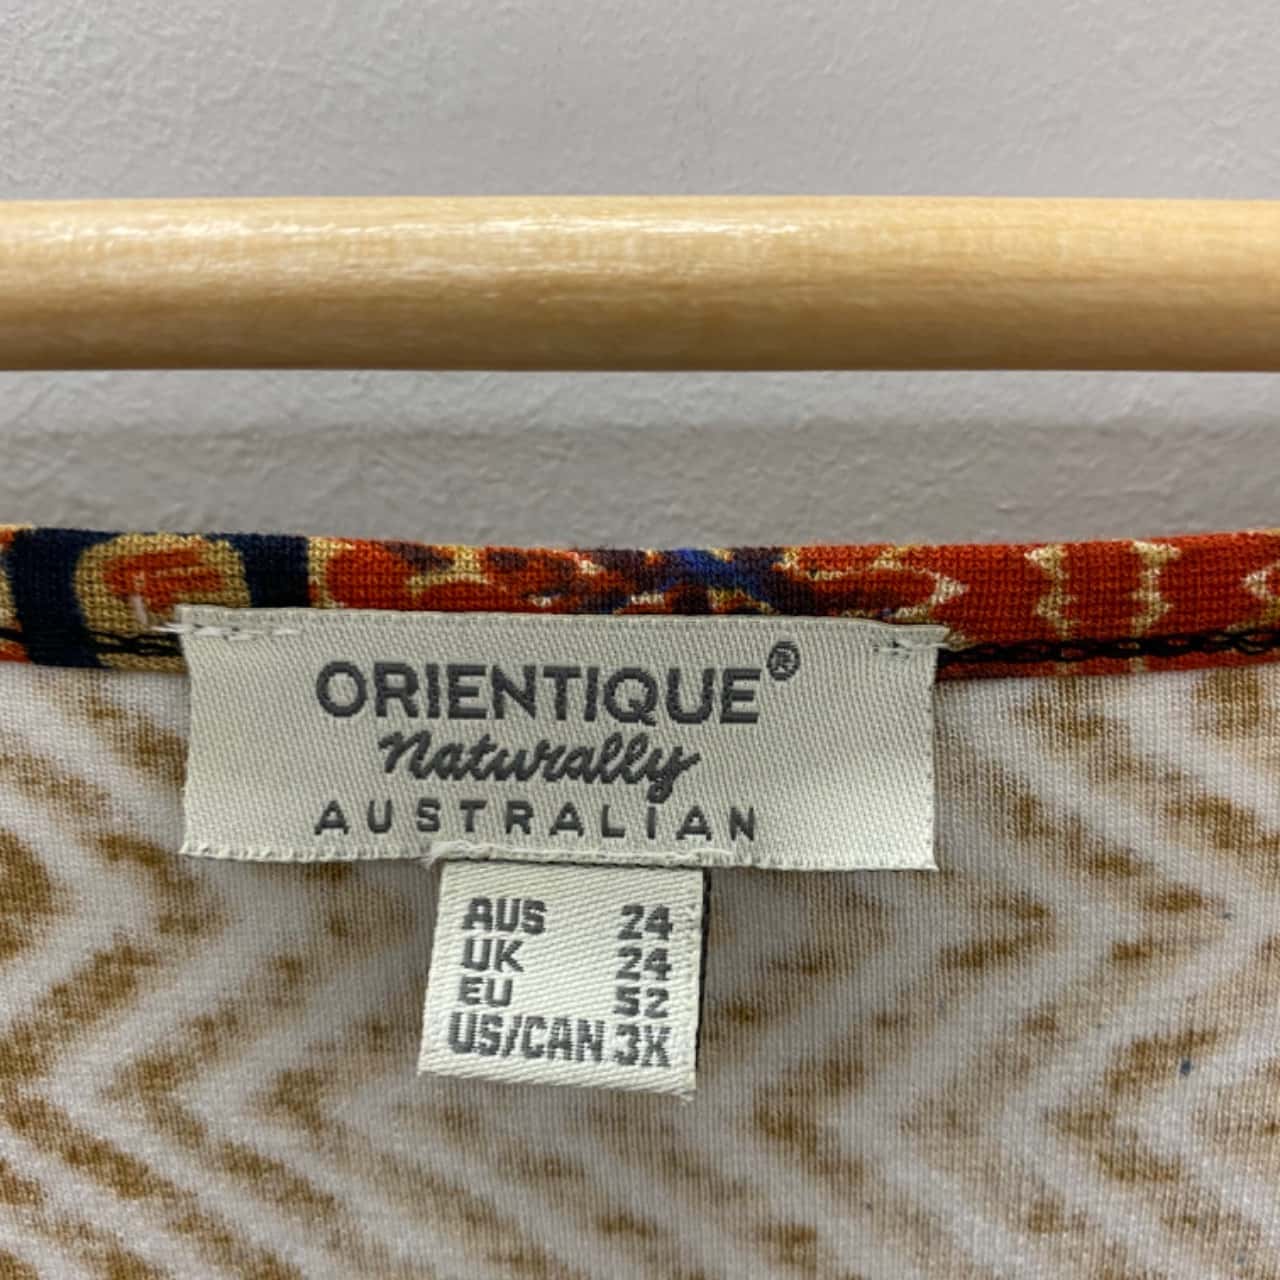 ORIENTIQUE®
Naturally
AUSTRALIAN
AUS 24
UK 24
EU 52
US/CAN 3X